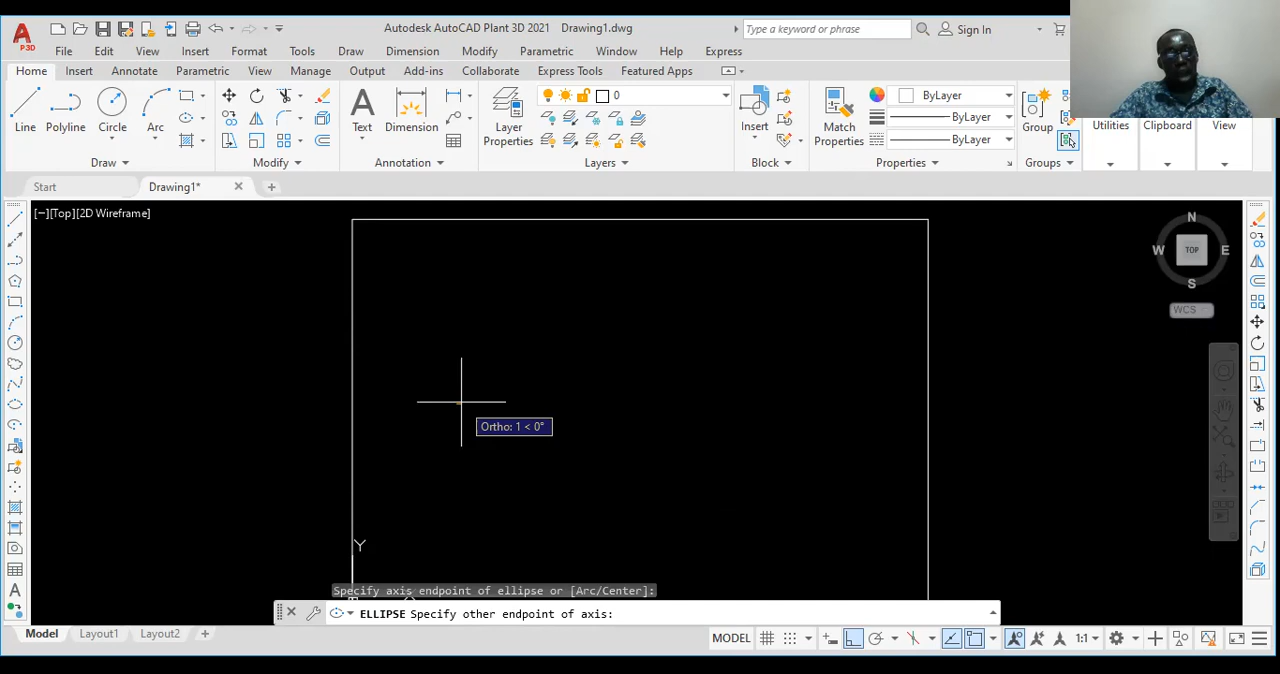 Autodesk AutoCAD Plant 3D 2021 Drawing1.dwg Type a keyword or phrase Sign In
P3D File Edit View Insert Format Tools Draw Dimension Modify Parametric Window Help Express
Home Insert Annotate Parametric View Manage Output Add-ins Collaborate Express Tools Featured Apps
0 ByLayer
ByLayer
Line Polyline Circle Arc Text Dimension Layer Properties Insert Match Properties ByLayer Group Utilities Clipboard View
Draw Modify Annotation Layers Block Properties Groups
Start Drawing1*
[−][Top][2D Wireframe]
N
W TOP E
S
WCS
Ortho: 1 < 0°
Y
Specify axis endpoint of ellipse or [Arc/Center]:
ELLIPSE Specify other endpoint of axis:
Model Layout1 Layout2 + MODEL 1:1